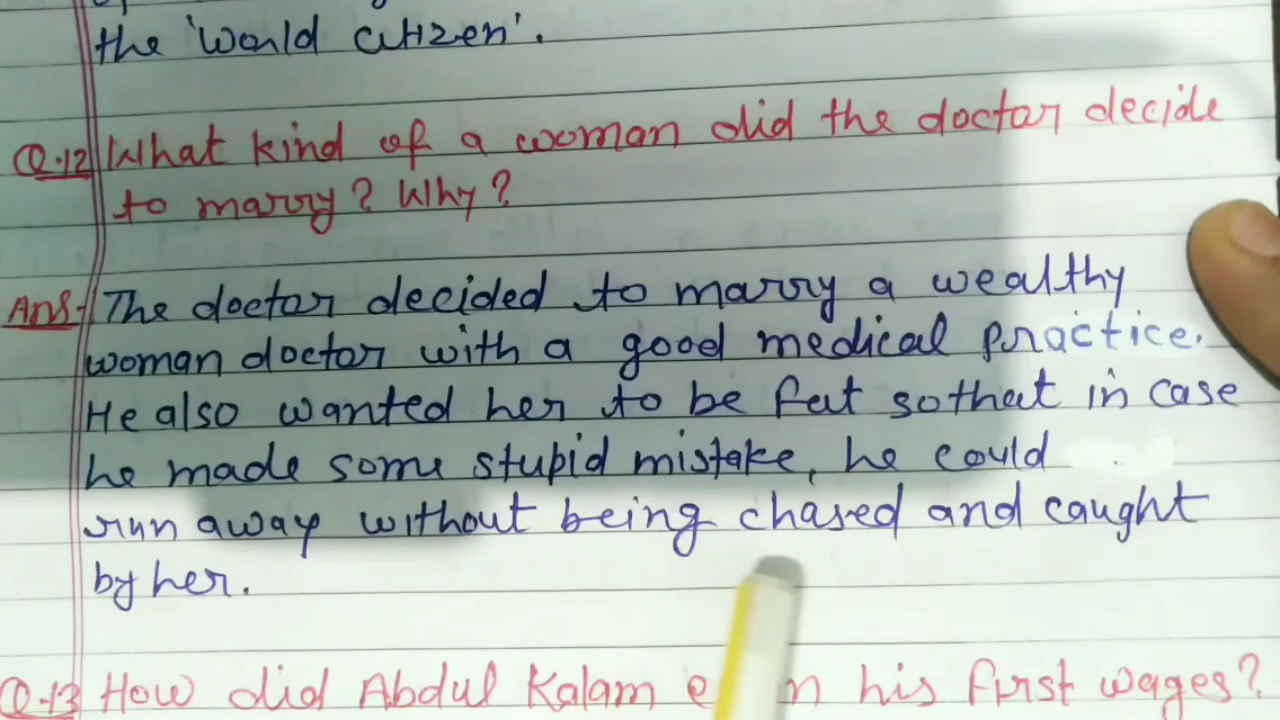 the 'world citizen'.
Q.12 What kind of a woman did the doctor decide
to marry? Why?
Ans- The doctor decided to marry a wealthy
woman doctor with a good medical practice.
He also wanted her to be fat so that in case
he made some stupid mistake, he could
run away without being chased and caught
by her.
Q.13 How did Abdul Kalam his first wages?